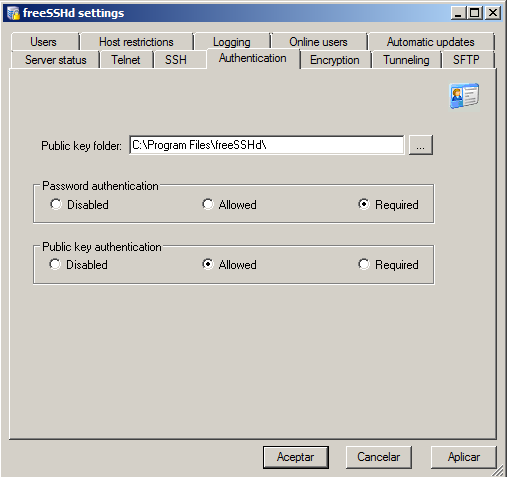 freeSSHd settings
Users Host restrictions Logging Online users Automatic updates
Server status Telnet SSH Authentication Encryption Tunneling SFTP
Public key folder: C:\Program Files\freeSSHd\ ...
Password authentication
Disabled Allowed Required
Public key authentication
Disabled Allowed Required
Aceptar Cancelar Aplicar